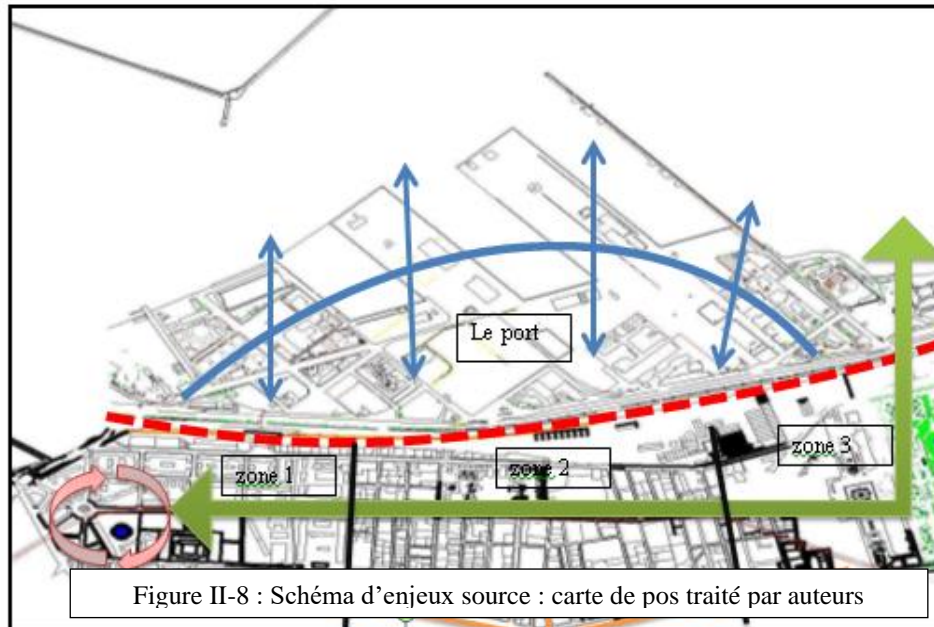 Le port
zone 1
zone 2
zone 3
Figure II-8 : Schéma d’enjeux source : carte de pos traité par auteurs